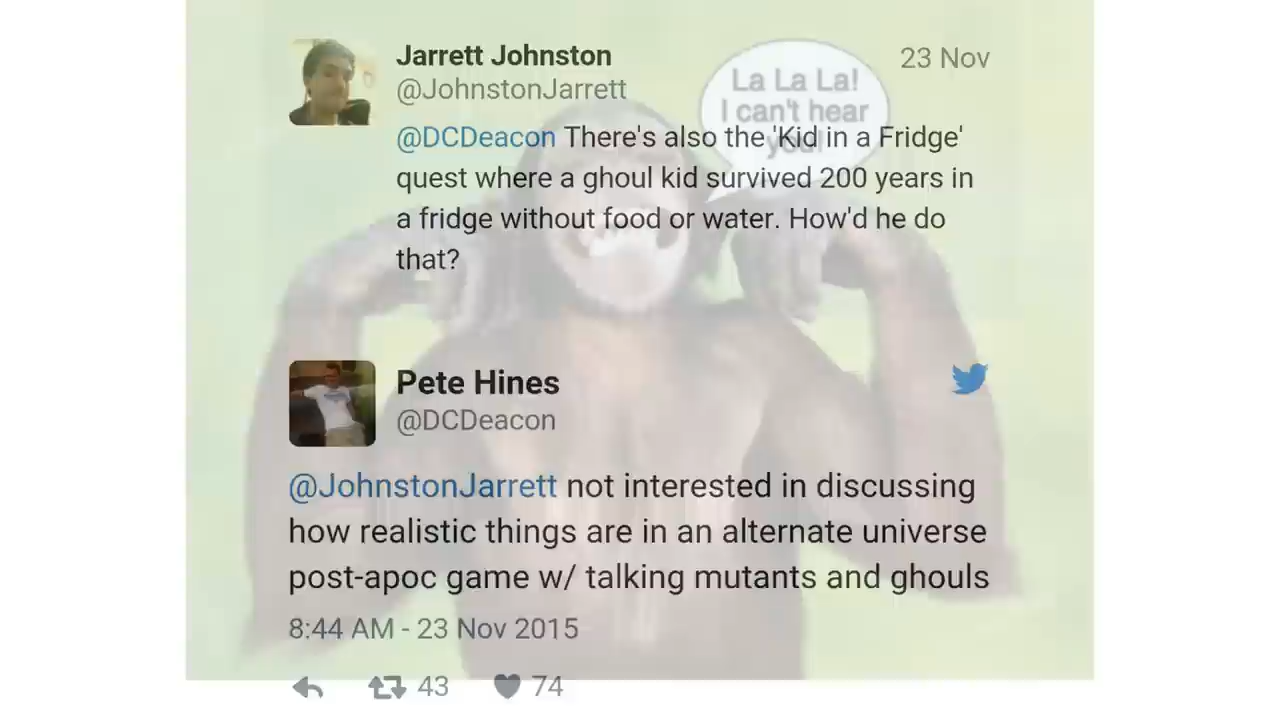 Jarrett Johnston
23 Nov
@JohnstonJarrett
La La La!
I can't hear
you!
@DCDeacon There's also the 'Kid in a Fridge'
quest where a ghoul kid survived 200 years in
a fridge without food or water. How'd he do
that?
Pete Hines
@DCDeacon
@JohnstonJarrett not interested in discussing
how realistic things are in an alternate universe
post-apoc game w/ talking mutants and ghouls
8:44 AM - 23 Nov 2015
43
74